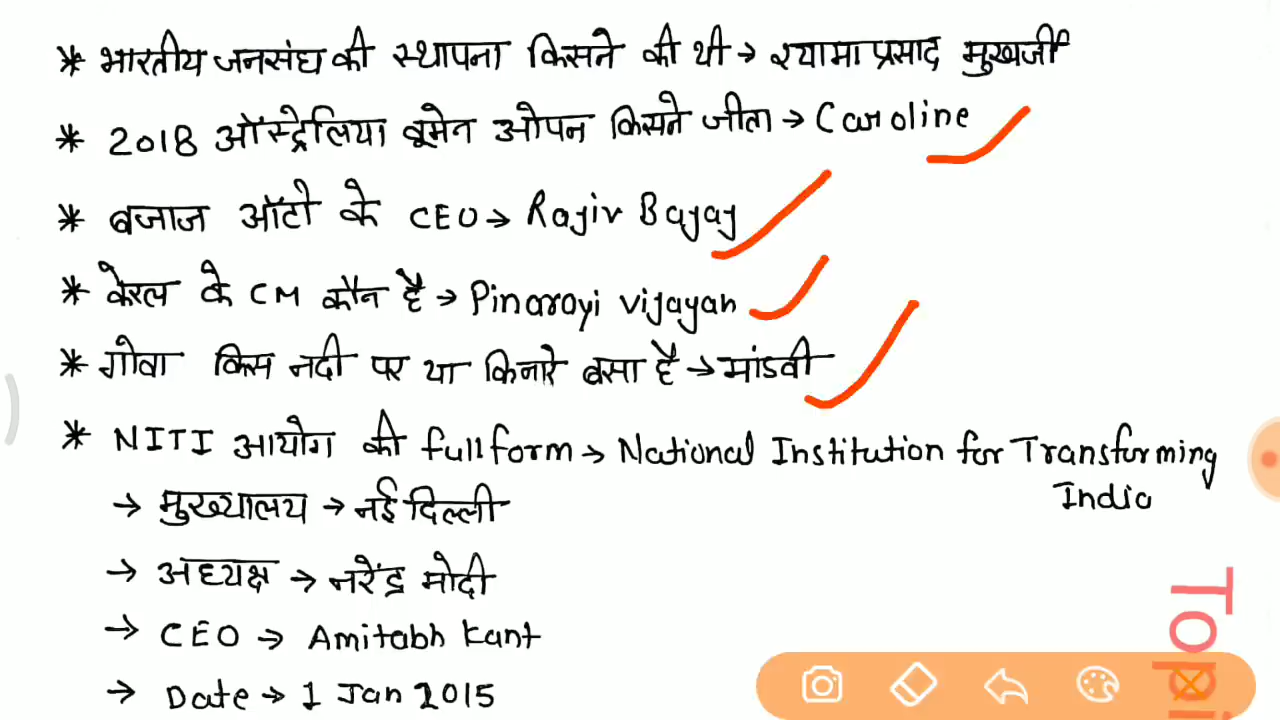 * भारतीय जनसंघ की स्थापना किसने की थी → श्यामा प्रसाद मुखर्जी
* 2018 ऑस्ट्रेलिया वूमेन ओपन किसने जीता → Caroline
* बजाज ऑटो के CEO → Rajiv Bajaj
* केरल के CM कौन है → Pinarayi vijayan
* गोवा किस नदी पर या किनारे बसा है → मांडवी
* NITI आयोग की fullform → National Institution for Transforming
India
→ मुख्यालय → नई दिल्ली
→ अध्यक्ष → नरेंद्र मोदी
→ CEO → Amitabh Kant
→ Date → 1 Jan 2015
Topi